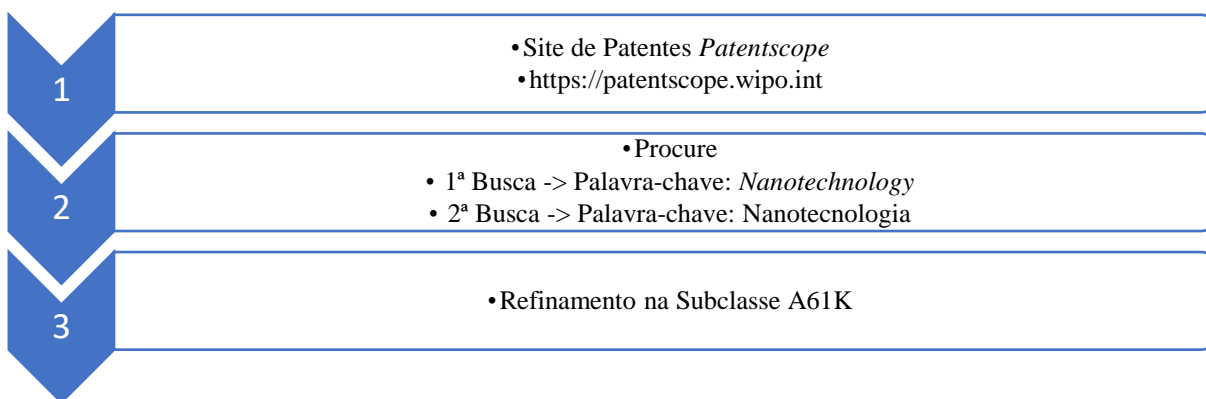 1
•Site de Patentes Patentscope
•https://patentscope.wipo.int
2
•Procure
• 1ª Busca -> Palavra-chave: Nanotechnology
• 2ª Busca -> Palavra-chave: Nanotecnologia
3
•Refinamento na Subclasse A61K